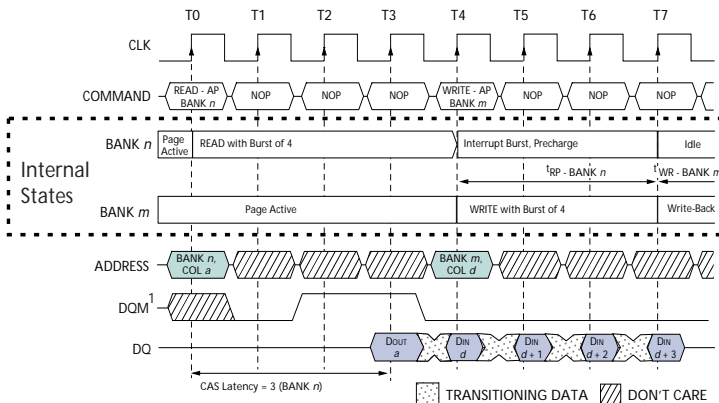 T0 T1 T2 T3 T4 T5 T6 T7
CLK
COMMAND READ - AP BANK n NOP NOP NOP WRITE - AP BANK m NOP NOP NOP
Internal States
BANK n Page Active READ with Burst of 4 Interrupt Burst, Precharge Idle
tRP - BANK n tWR - BANK m
BANK m Page Active WRITE with Burst of 4 Write-Back
ADDRESS BANK n, COL a BANK m, COL d
DQM1
DQ DOUT a DIN d DIN d + 1 DIN d + 2 DIN d + 3
CAS Latency = 3 (BANK n)
TRANSITIONING DATA DON'T CARE